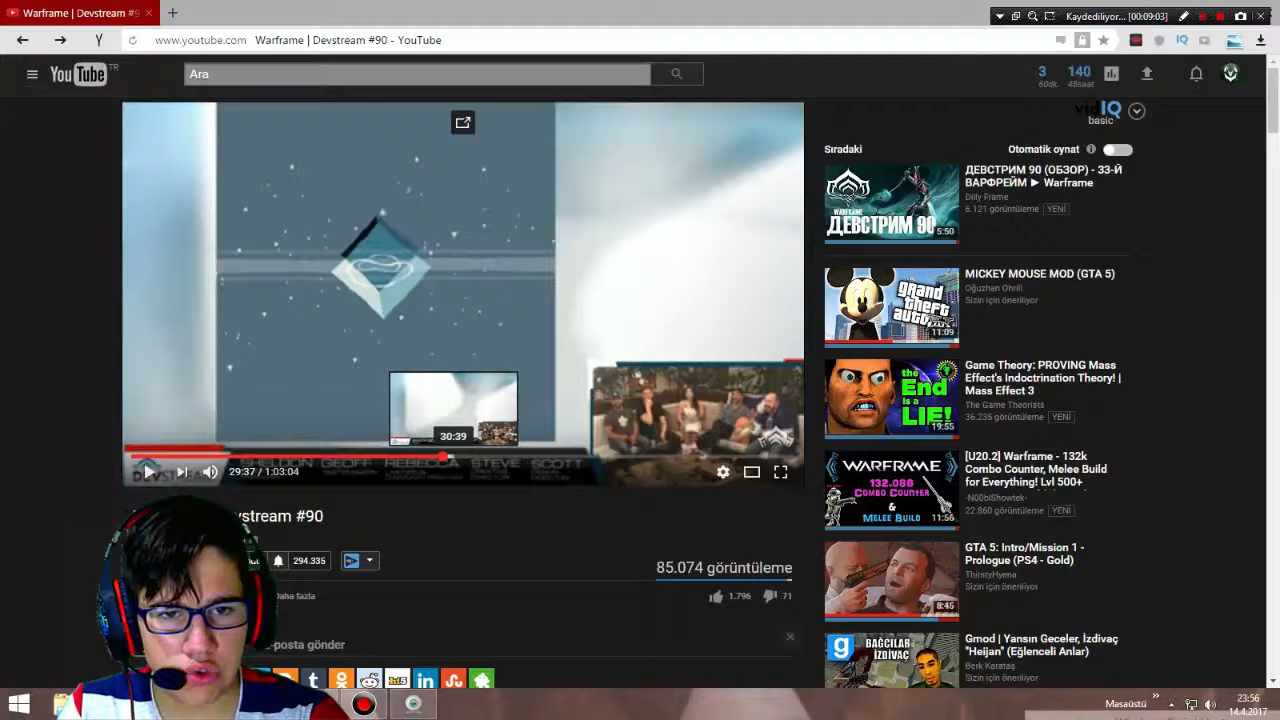 Warframe | Devstream #9
Kaydediliyor... [00:09:03]
www.youtube.com Warframe | Devstream #90 - YouTube
YouTube TR
Ara
3
60dk.
140
48saat
vidIQ
basic
Sıradaki
Otomatik oynat
WARFRAME
ДЕВСТРИМ 90
5:50
ДЕВСТРИМ 90 (ОБЗОР) - 33-Й
ВАРФРЕЙМ ► Warframe
Dilly Frame
6.121 görüntüleme YENİ
grand
theft
auto
11:09
MICKEY MOUSE MOD (GTA 5)
Oğuzhan Ohrili
Sizin için öneriliyor
the
End
is a
LIE!
19:55
Game Theory: PROVING Mass
Effect's Indoctrination Theory! |
Mass Effect 3
The Game Theorists
36.235 görüntüleme YENİ
WARFRAME
132.086
COMBO COUNTER
&
MELEE BUILD
11:56
[U20.2] Warframe - 132k
Combo Counter, Melee Build
for Everything! Lvl 500+
-N00blShowtek-
22.860 görüntüleme YENİ
8:45
GTA 5: Intro/Mission 1 -
Prologue (PS4 - Gold)
ThirstyHyena
Sizin için öneriliyor
BAĞCILAR
İZDİVAÇ
Gmod | Yansın Geceler, İzdivaç
"Heijan" (Eğlenceli Anlar)
Berk Karataş
Sizin için öneriliyor
30:39
SHELDON GEOFF REBECCA STEVE SCOTT
29:37 / 1:03:04
evstream #90
294.335
85.074 görüntüleme
1.796 71
Daha fazla
-posta gönder
Masaüstü
23:56
14.4.2017